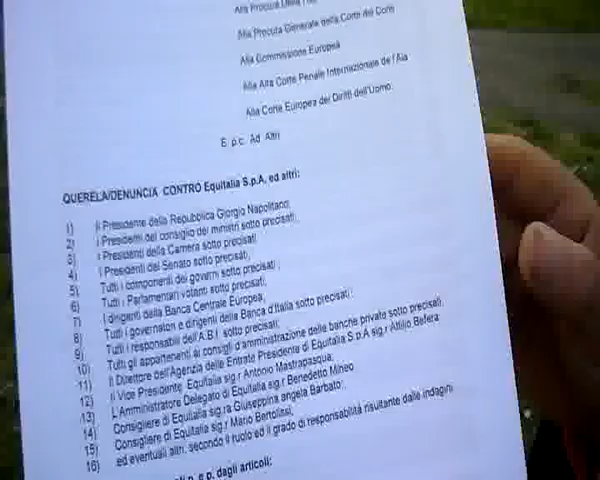 Alla Procura
Alla Procura Generale della Corte dei Conti
Alla Commissione Europea
Alla Alta Corte Penale Internazionale de l'Aia
Alla Corte Europea dei Diritti dell'Uomo.
E p.c. Ad Altri
QUERELA/DENUNCIA CONTRO Equitalia S.p.A. ed altri:
1) Il Presidente della Repubblica Giorgio Napolitano;
2) I Presidenti del consiglio dei ministri sotto precisati;
3) I Presidenti della Camera sotto precisati
4) I Presidenti del Senato sotto precisati;
5) Tutti i componenti dei governi sotto precisati;
6) Tutti i Parlamentari votanti sotto precisati;
7) I dirigenti della Banca Centrale Europea;
8) Tutti i governatori e dirigenti della Banca d'Italia sotto precisati;
9) Tutti i responsabili dell'A.B.I. sotto precisati;
10) Tutti gli appartenenti ai consigli d'amministrazione delle banche private sotto precisati;
11) Il Direttore dell'Agenzia delle Entrate Presidente di Equitalia S.p.A sig.r Attilio Befera
12) Il Vice Presidente Equitalia sig.r Antonio Mastrapasqua;
13) L'Amministratore Delegato di Equitalia sig.r Benedetto Mineo
14) Consigliere di Equitalia sig.ra Giuseppina angela Barbato;
15) Consigliere di Equitalia sig.r Mario Bertolissi;
16) ed eventuali altri, secondo il ruolo ed il grado di responsabilità risultante dalle indagini
p. e p. dagli articoli: